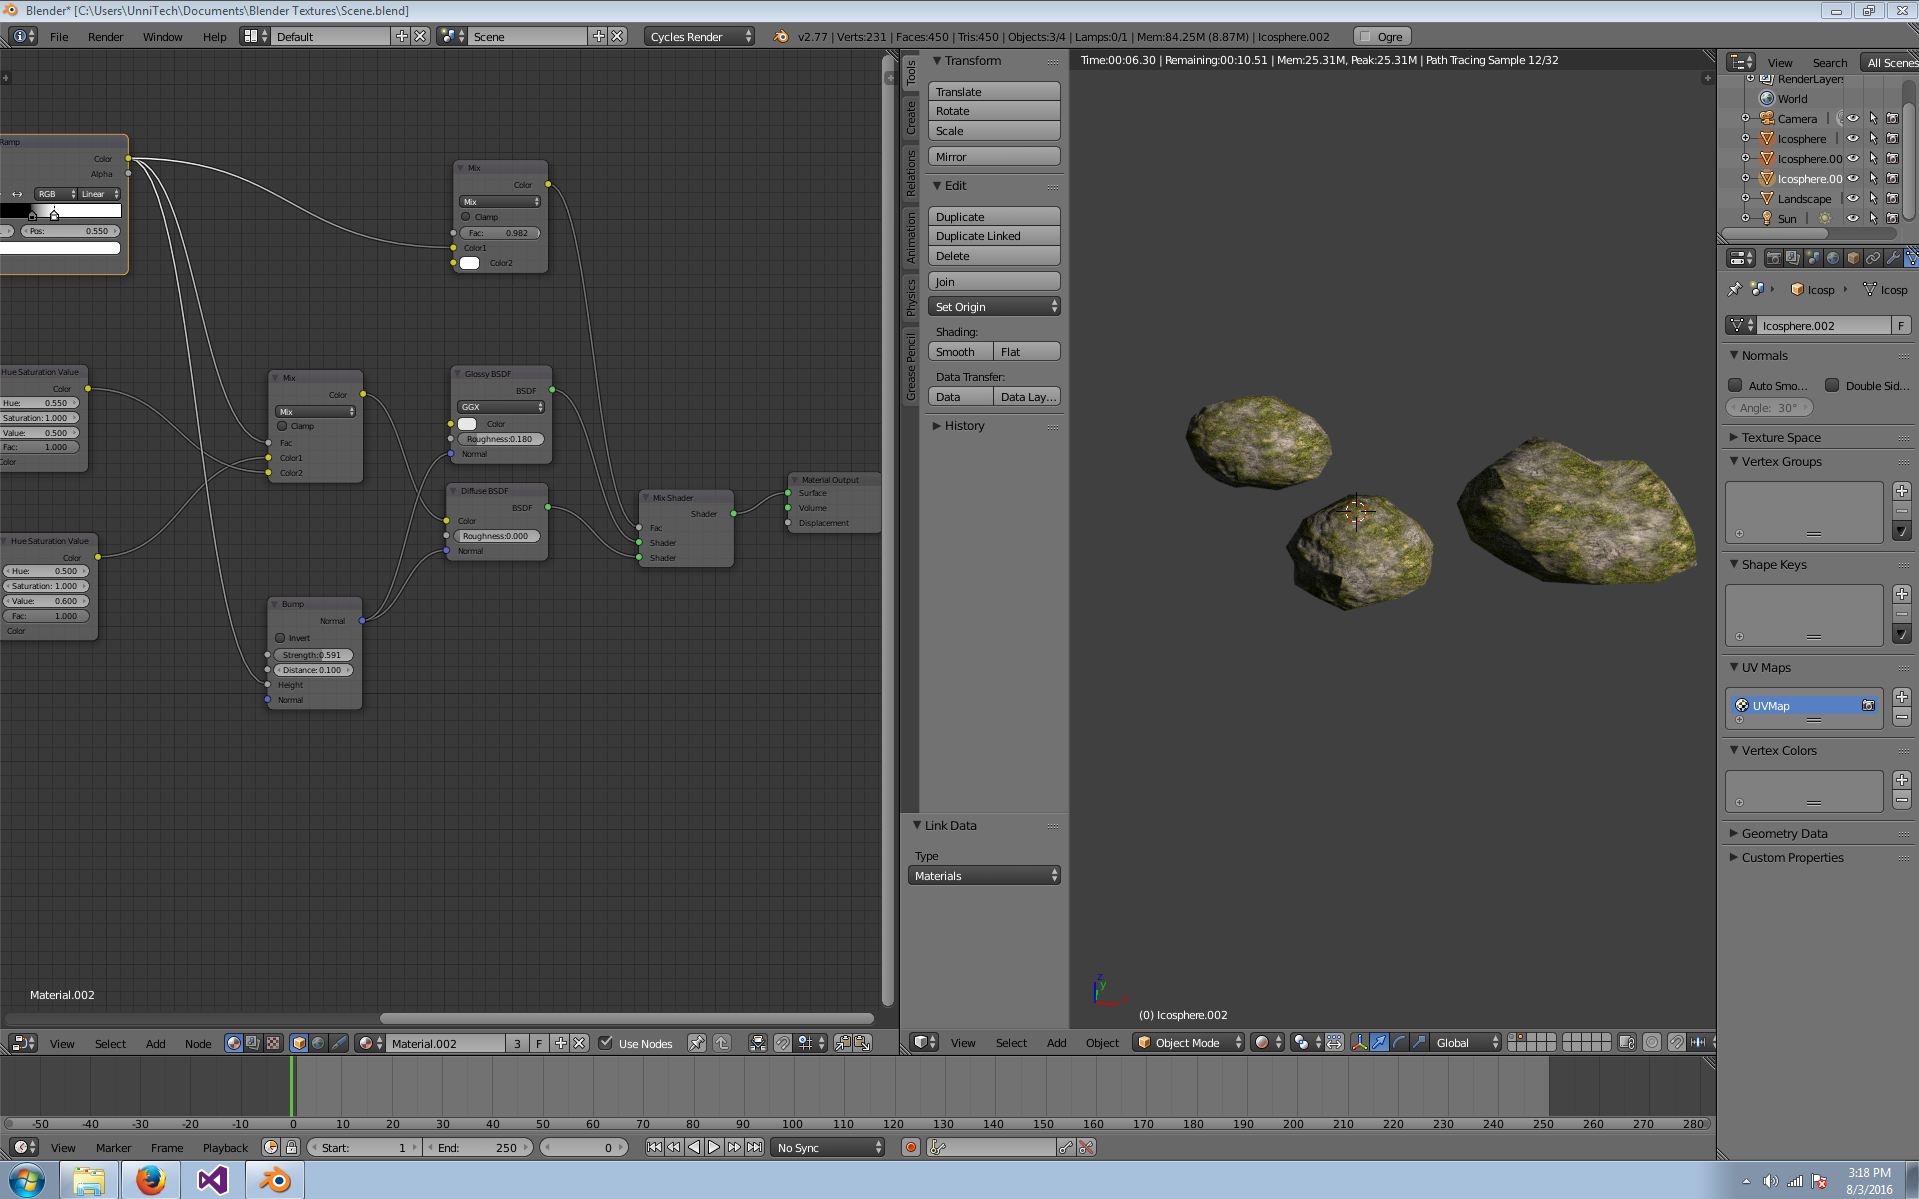 Blender* [C:\Users\UnniTech\Documents\Blender Textures\Scene.blend]
File Render Window Help Default Scene Cycles Render v2.77 | Verts:231 | Faces:450 | Tris:450 | Objects:3/4 | Lamps:0/1 | Mem:84.25M (8.87M) | Icosphere.002 Ogre
Ramp
Color
Alpha
RGB Linear
Pos: 0.550
Mix
Color
Mix
Clamp
Fac: 0.982
Color1
Color2
Hue Saturation Value
Color
Hue: 0.550
Saturation: 1.000
Value: 0.500
Fac: 1.000
Color
Mix
Color
Mix
Clamp
Fac
Color1
Color2
Glossy BSDF
BSDF
GGX
Color
Roughness:0.180
Normal
Diffuse BSDF
BSDF
Color
Roughness:0.000
Normal
Mix Shader
Shader
Fac
Shader
Shader
Material Output
Surface
Volume
Displacement
Hue Saturation Value
Color
Hue: 0.500
Saturation: 1.000
Value: 0.600
Fac: 1.000
Color
Bump
Normal
Invert
Strength:0.591
Distance: 0.100
Height
Normal
Material.002
View Select Add Node Material.002 3 F Use Nodes
Tools
Create
Relations
Animation
Physics
Grease Pencil
Transform
Translate
Rotate
Scale
Mirror
Edit
Duplicate
Duplicate Linked
Delete
Join
Set Origin
Shading:
Smooth Flat
Data Transfer:
Data Data Lay...
History
Link Data
Type
Materials
Time:00:06.30 | Remaining:00:10.51 | Mem:25.31M, Peak:25.31M | Path Tracing Sample 12/32
z
y
x
(0) Icosphere.002
View Select Add Object Object Mode Global
View Search All Scenes
RenderLayers
World
Camera
Icosphere
Icosphere.00
Icosphere.00
Landscape
Sun
Icosp Icosp
Icosphere.002 F
Normals
Auto Smo... Double Sid...
Angle: 30°
Texture Space
Vertex Groups
Shape Keys
UV Maps
UVMap
Vertex Colors
Geometry Data
Custom Properties
-50 -40 -30 -20 -10 0 10 20 30 40 50 60 70 80 90 100 110 120 130 140 150 160 170 180 190 200 210 220 230 240 250 260 270 280
View Marker Frame Playback Start: 1 End: 250 0 No Sync
3:18 PM
8/3/2016